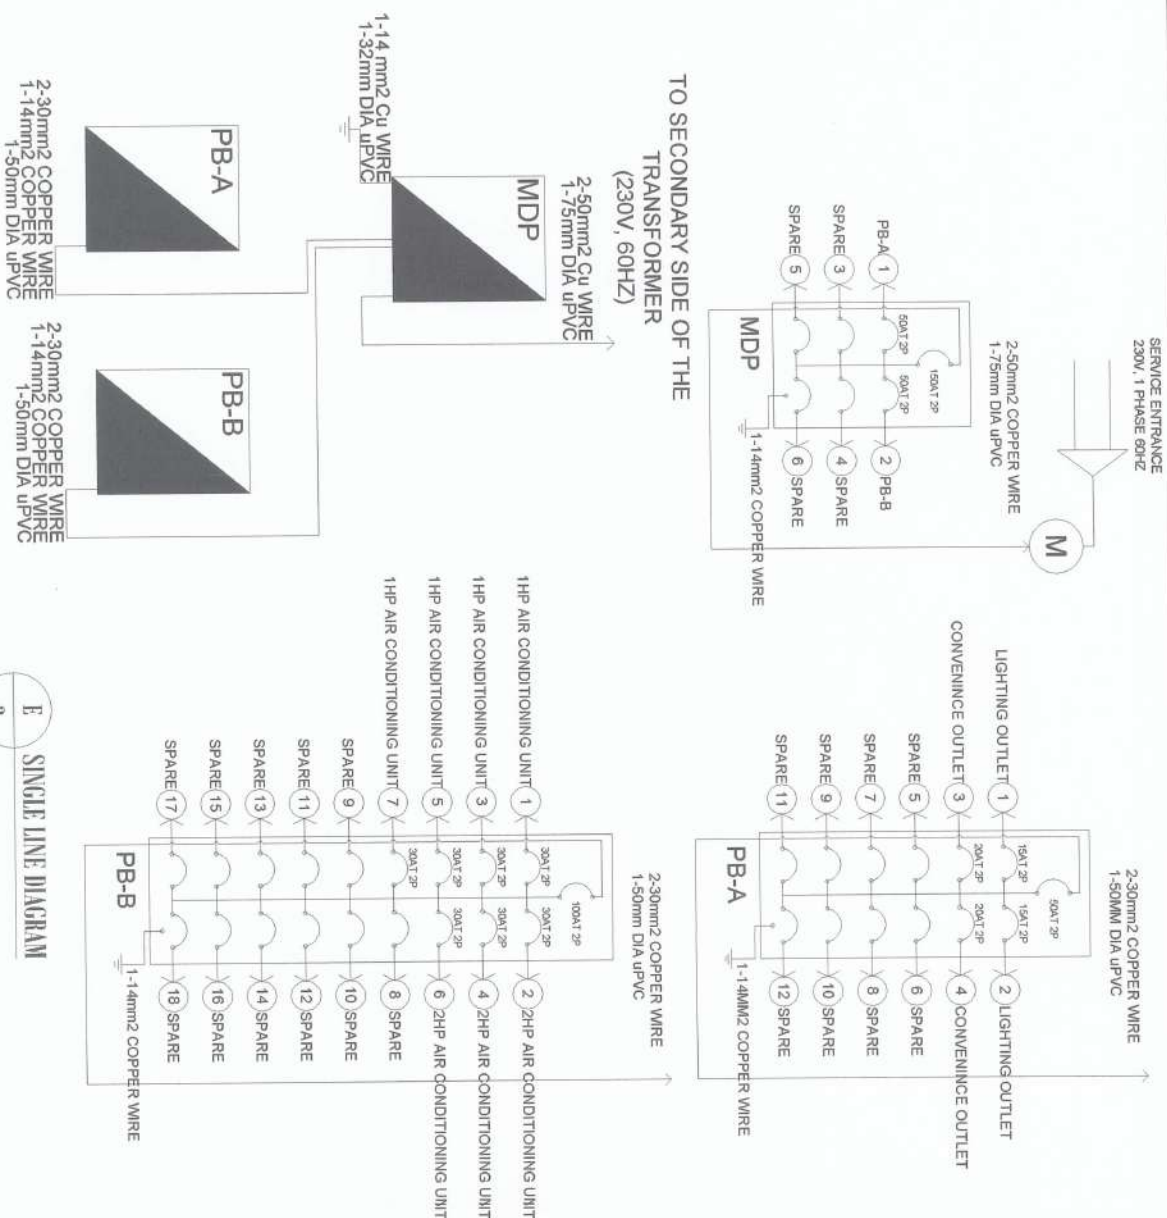 SERVICE ENTRANCE
230V, 1 PHASE 60HZ
M
2-50mm2 COPPER WIRE
1-75mm DIA uPVC
150AT 2P
PB-A 1
50AT 2P
50AT 2P
2 PB-B
SPARE 3
4 SPARE
SPARE 5
6 SPARE
MDP
1-14mm2 COPPER WIRE
2-30mm2 COPPER WIRE
1-50MM DIA uPVC
50AT 2P
LIGHTING OUTLET 1
15AT 2P
15AT 2P
2 LIGHTING OUTLET
CONVENINCE OUTLET 3
20AT 2P
20AT 2P
4 CONVENINCE OUTLET
SPARE 5
6 SPARE
SPARE 7
8 SPARE
SPARE 9
10 SPARE
SPARE 11
12 SPARE
PB-A
1-14MM2 COPPER WIRE
TO SECONDARY SIDE OF THE
TRANSFORMER
(230V, 60HZ)
2-50mm2 Cu WIRE
1-75mm DIA uPVC
MDP
1-14 mm2 Cu WIRE
1-32mm DIA uPVC
PB-A
2-30mm2 COPPER WIRE
1-14mm2 COPPER WIRE
1-50mm DIA uPVC
PB-B
2-30mm2 COPPER WIRE
1-14mm2 COPPER WIRE
1-50mm DIA uPVC
2-30mm2 COPPER WIRE
1-50mm DIA uPVC
100AT 2P
1HP AIR CONDITIONING UNIT 1
30AT 2P
30AT 2P
2 2HP AIR CONDITIONING UNIT
1HP AIR CONDITIONING UNIT 3
30AT 2P
30AT 2P
4 2HP AIR CONDITIONING UNIT
1HP AIR CONDITIONING UNIT 5
30AT 2P
30AT 2P
6 2HP AIR CONDITIONING UNIT
1HP AIR CONDITIONING UNIT 7
30AT 2P
8 SPARE
SPARE 9
10 SPARE
SPARE 11
12 SPARE
SPARE 13
14 SPARE
SPARE 15
16 SPARE
SPARE 17
18 SPARE
PB-B
1-14mm2 COPPER WIRE
E
SINGLE LINE DIAGRAM